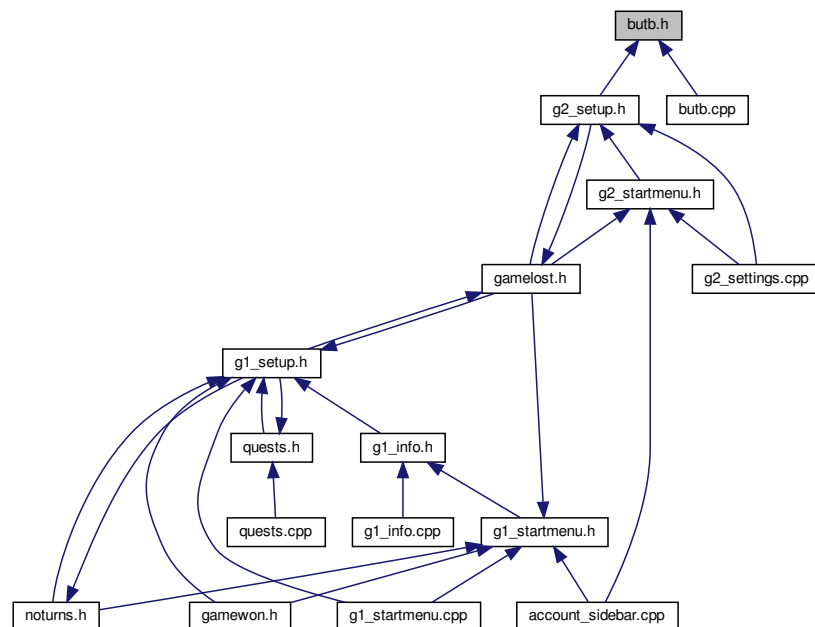 butb.h
g2_setup.h
butb.cpp
g2_startmenu.h
gamelost.h
g2_settings.cpp
g1_setup.h
quests.h
g1_info.h
quests.cpp
g1_info.cpp
g1_startmenu.h
noturns.h
gamewon.h
g1_startmenu.cpp
account_sidebar.cpp